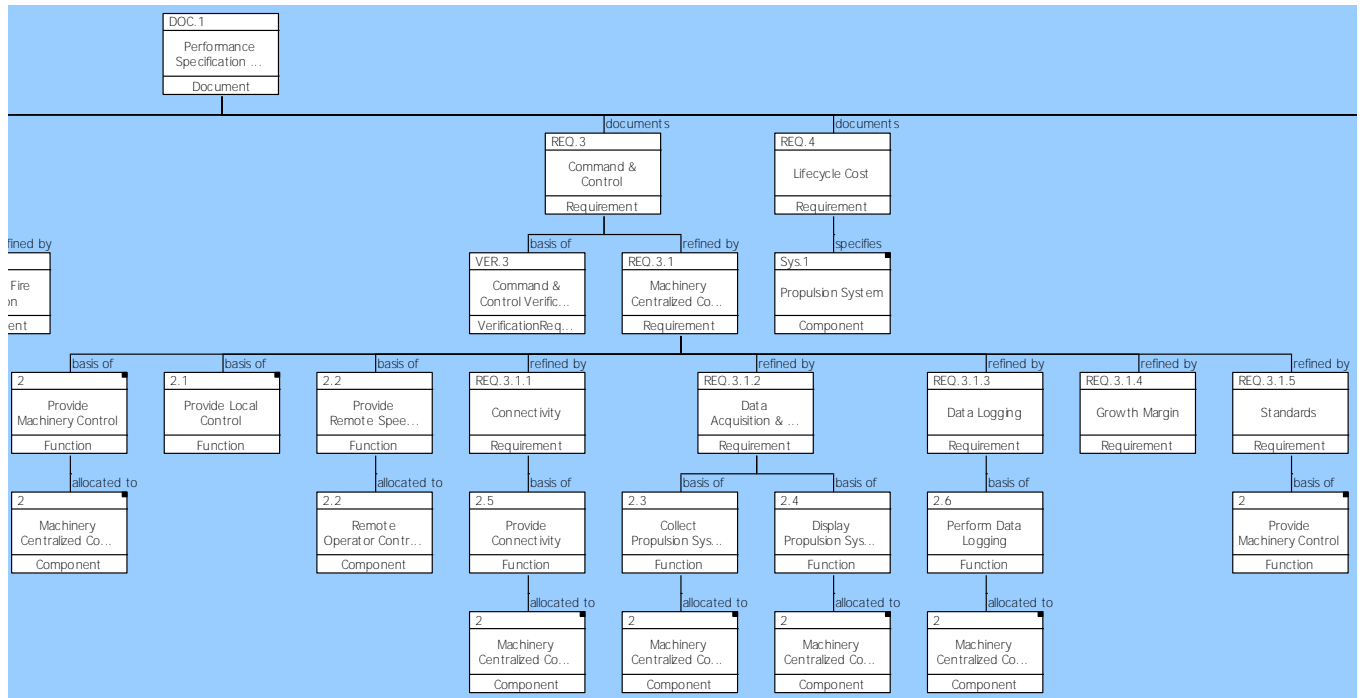 DOC.1
Performance
Specification ...
Document
documents
documents
REQ.3
Command &
Control
Requirement
REQ.4
Lifecycle Cost
Requirement
fined by
Fire
on
ent
basis of
VER.3
Command &
Control Verific...
VerificationReq...
refined by
REQ.3.1
Machinery
Centralized Co...
Requirement
specifies
Sys.1
Propulsion System
Component
basis of
2
Provide
Machinery Control
Function
basis of
2.1
Provide Local
Control
Function
basis of
2.2
Provide
Remote Spee...
Function
refined by
REQ.3.1.1
Connectivity
Requirement
refined by
REQ.3.1.2
Data
Acquisition & ...
Requirement
refined by
REQ.3.1.3
Data Logging
Requirement
refined by
REQ.3.1.4
Growth Margin
Requirement
refined by
REQ.3.1.5
Standards
Requirement
allocated to
2
Machinery
Centralized Co...
Component
allocated to
2.2
Remote
Operator Contr...
Component
basis of
2.5
Provide
Connectivity
Function
basis of
2.3
Collect
Propulsion Sys...
Function
basis of
2.4
Display
Propulsion Sys...
Function
basis of
2.6
Perform Data
Logging
Function
basis of
2
Provide
Machinery Control
Function
allocated to
2
Machinery
Centralized Co...
Component
allocated to
2
Machinery
Centralized Co...
Component
allocated to
2
Machinery
Centralized Co...
Component
allocated to
2
Machinery
Centralized Co...
Component